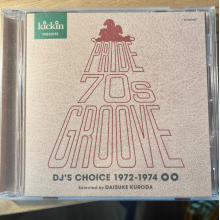 kickin
presents
PRIDE
70s
GROOVE
DJ'S CHOICE 1972-1974
Selected by DAISUKE KURODA